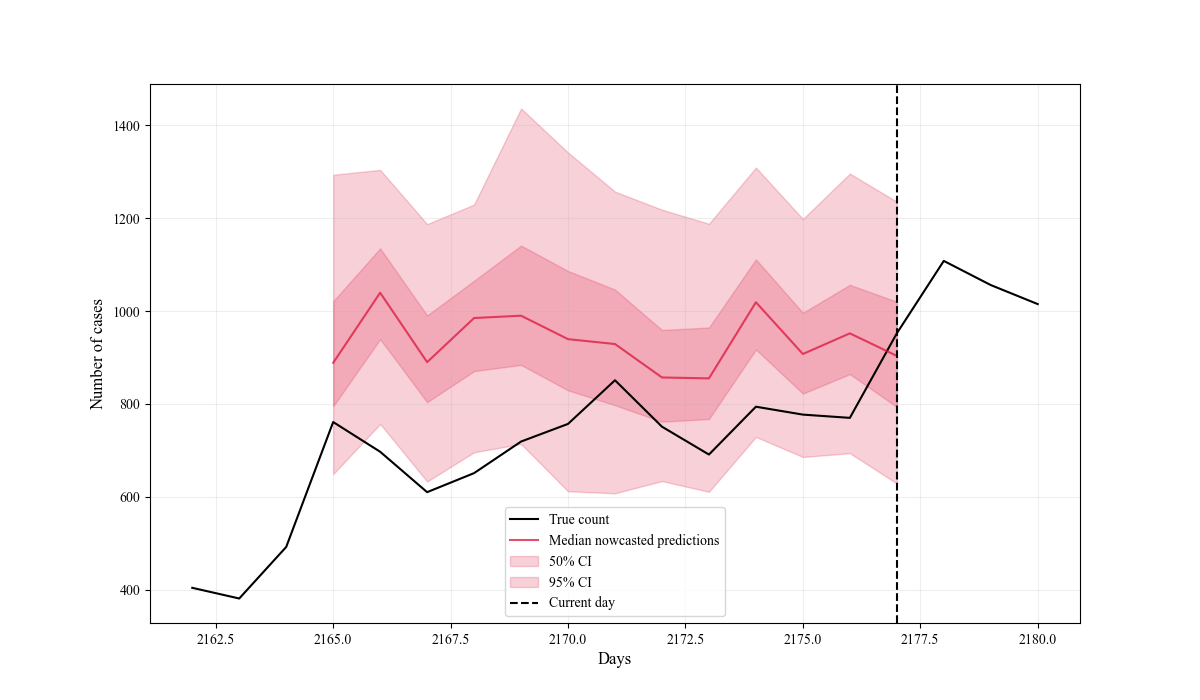 1400
1200
1000
800
600
400
Number of cases
True count
Median nowcasted predictions
50% CI
95% CI
Current day
2162.5 2165.0 2167.5 2170.0 2172.5 2175.0 2177.5 2180.0
Days